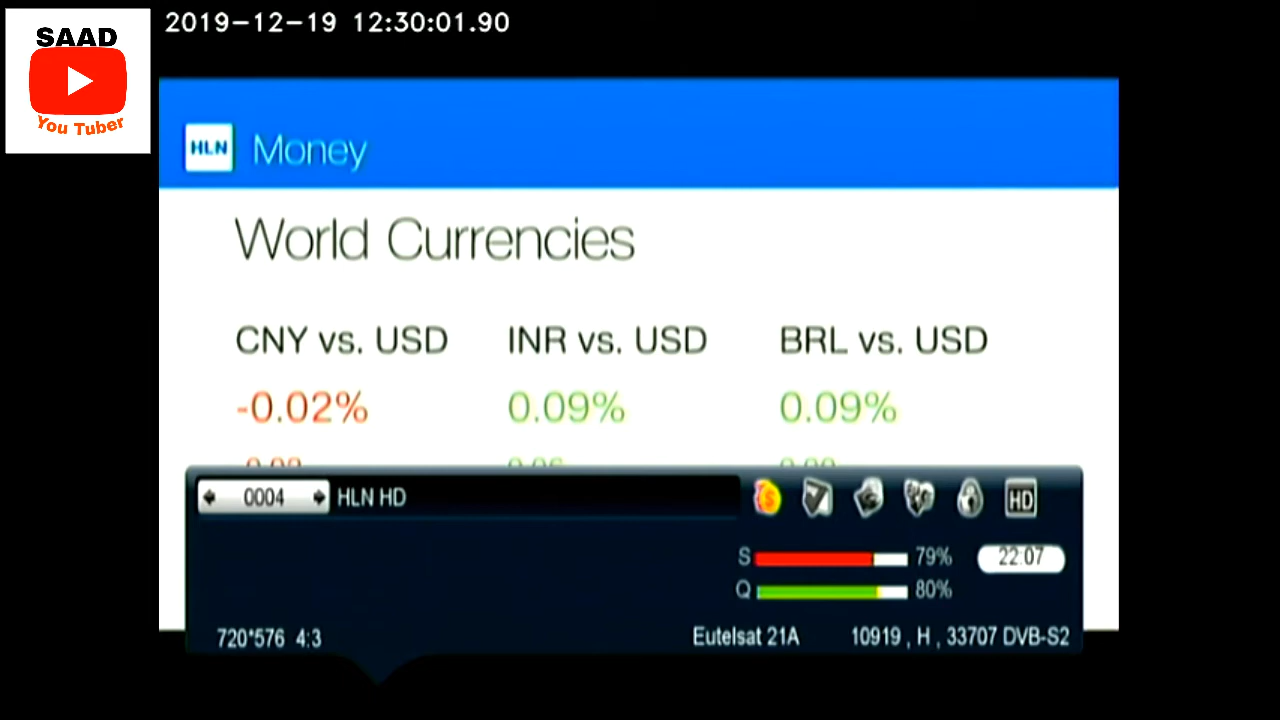 SAAD
You Tuber
2019-12-19 12:30:01.90
HLN Money
World Currencies
CNY vs. USD INR vs. USD BRL vs. USD
-0.02% 0.09% 0.09%
0004 HLN HD HD
S 79% 22:07
Q 80%
720*576 4:3 Eutelsat 21A 10919 , H , 33707 DVB-S2